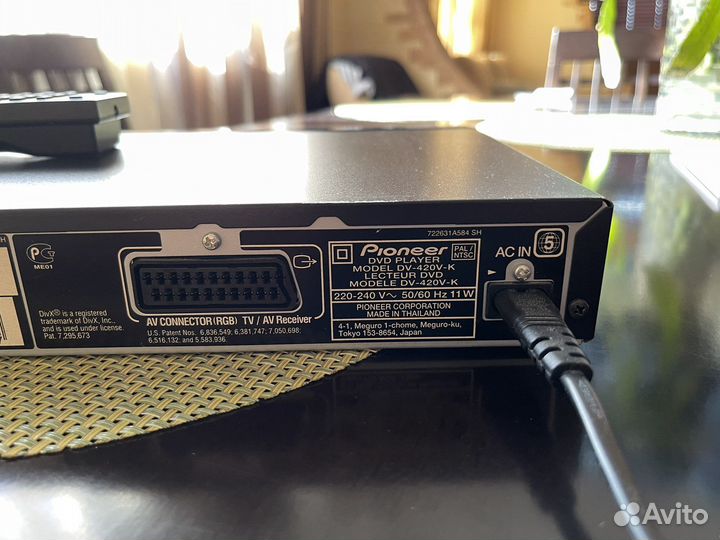 722631A584 SH
H
PG
ME01
DivX® is a registered
trademark of DivX, Inc.
and is used under license.
Pat. 7,295,673
AV CONNECTOR(RGB) TV / AV Receiver
U.S. Patent Nos. 6,836,549; 6,381,747; 7,050,698;
6,516,132; and 5,583,936.
Pioneer
PAL/
NTSC
DVD PLAYER
MODEL DV-420V-K
LECTEUR DVD
MODÈLE DV-420V-K
220-240 V~ 50/60 Hz 11 W
PIONEER CORPORATION
MADE IN THAILAND
4-1, Meguro 1-chome, Meguro-ku,
Tokyo 153-8654, Japan
AC IN
5
Avito